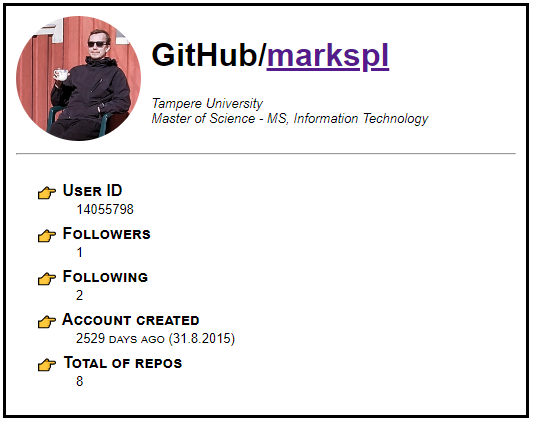 GitHub/markspl
Tampere University
Master of Science - MS, Information Technology
👉 User ID
14055798
👉 Followers
1
👉 Following
2
👉 Account created
2529 days ago (31.8.2015)
👉 Total of repos
8